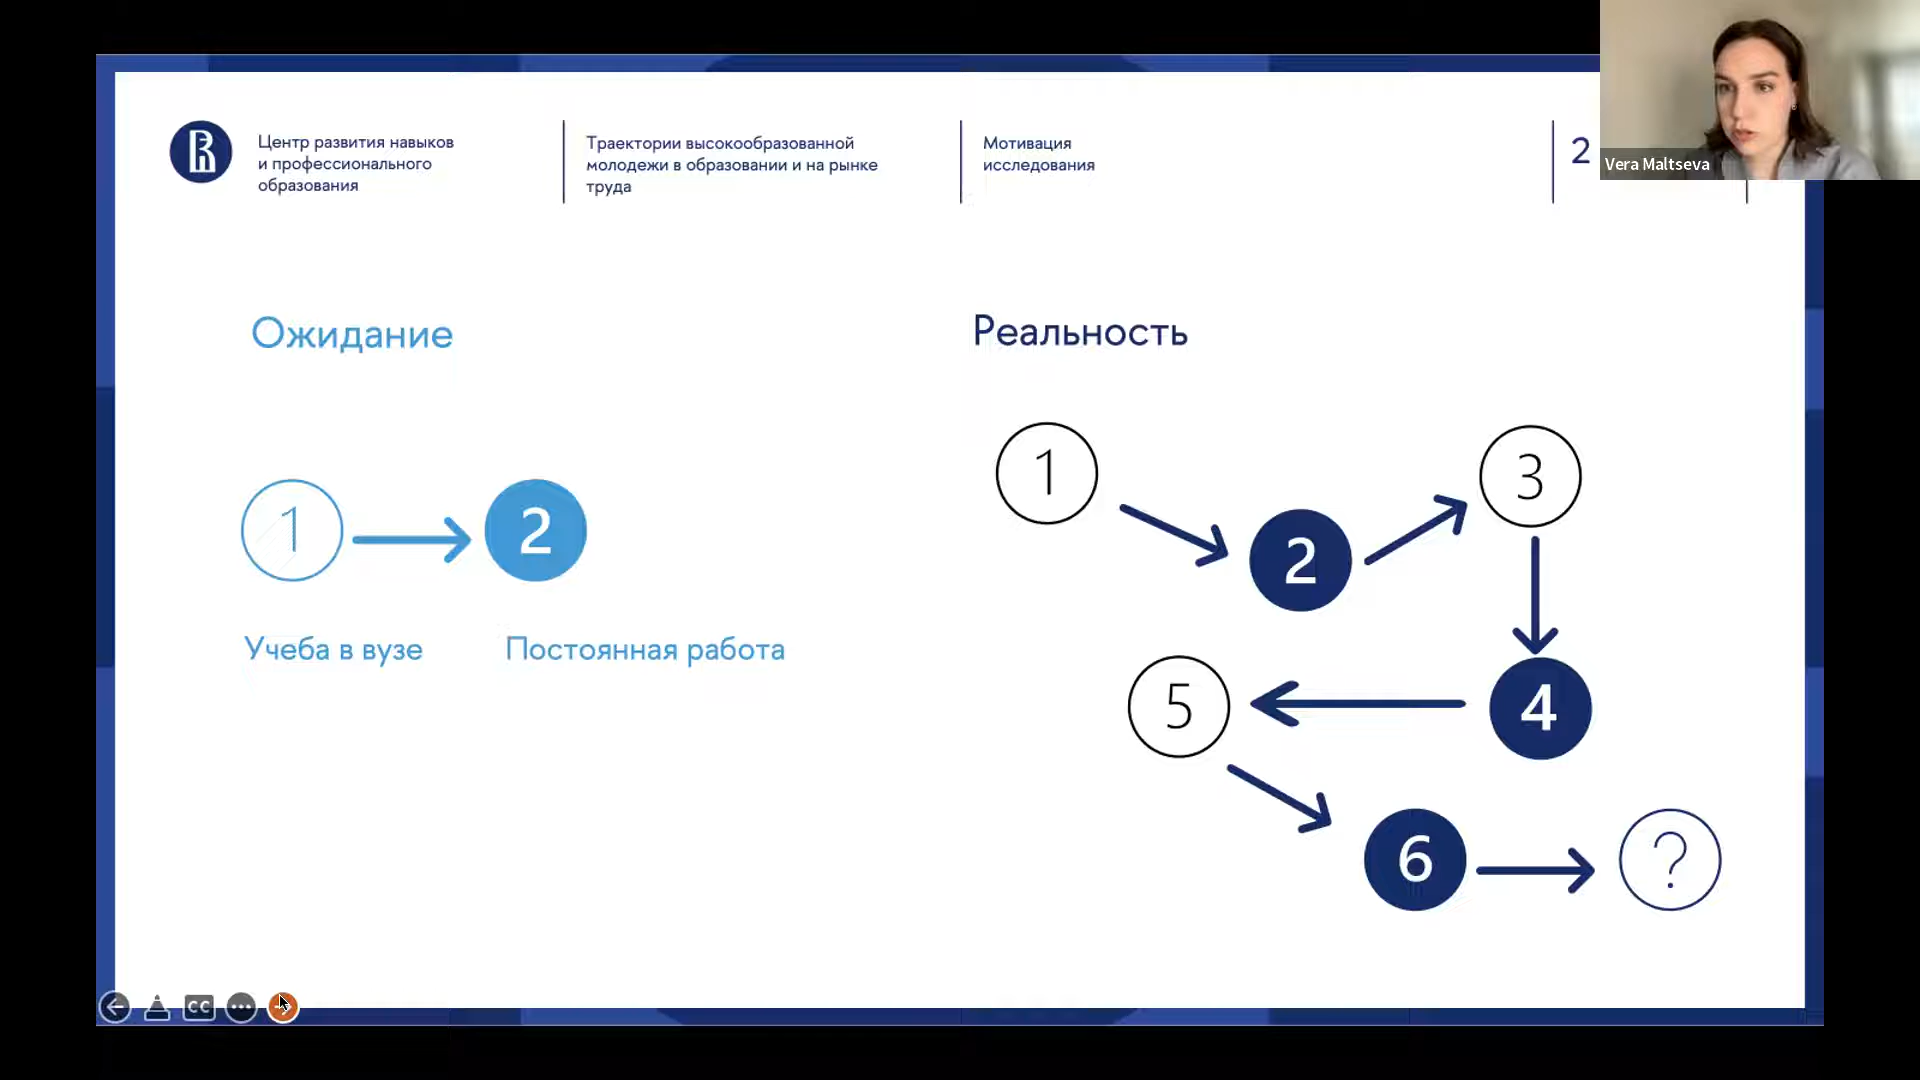 Центр развития навыков
и профессионального
образования
Траектории высокообразованной
молодежи в образовании и на рынке
труда
Мотивация
исследования
2
Vera Maltseva
Ожидание
1
2
Учеба в вузе
Постоянная работа
Реальность
1
2
3
4
5
6
?
CC